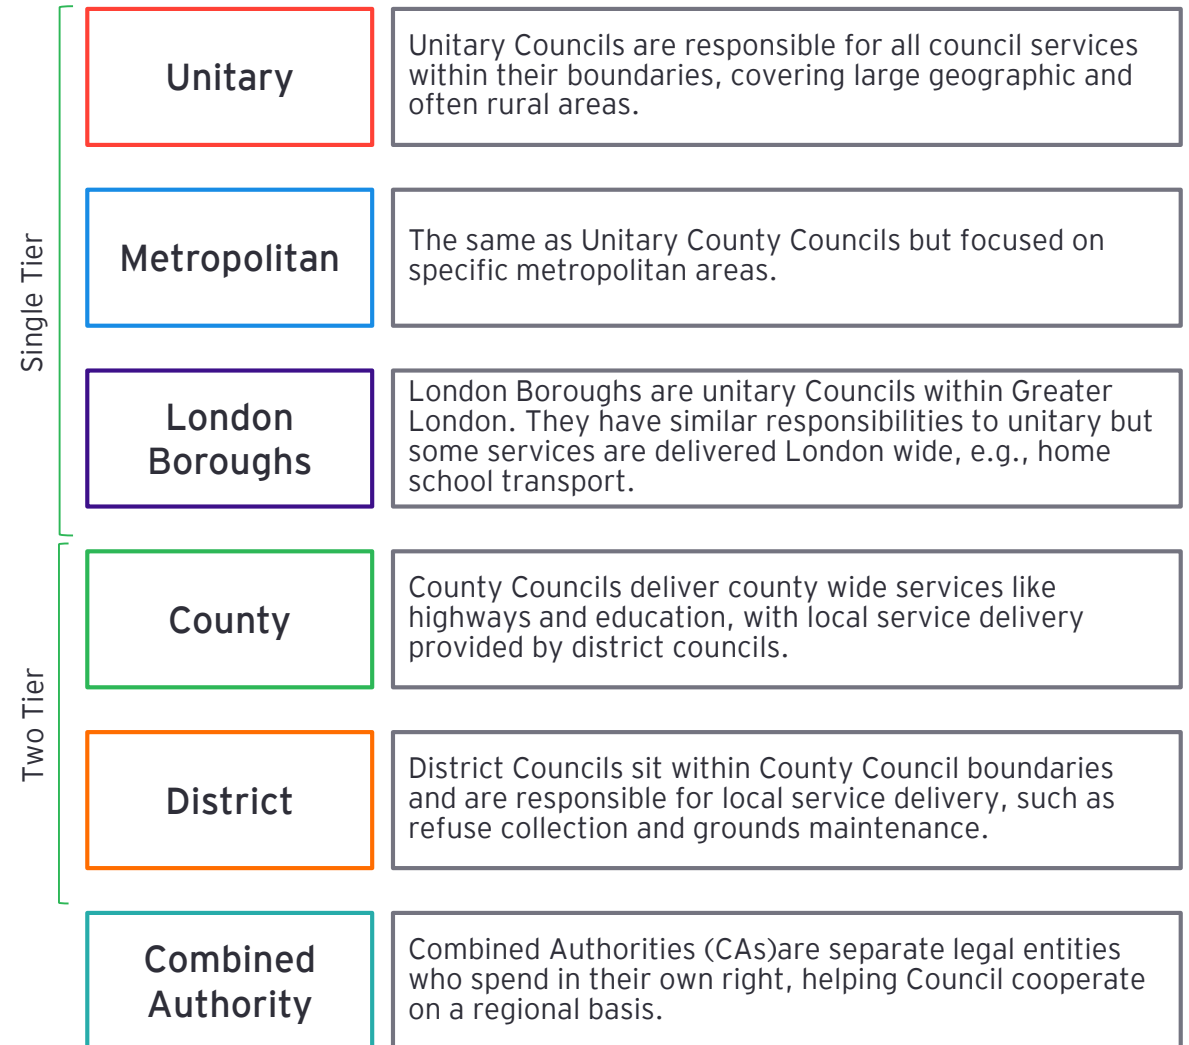 Single Tier
Unitary
Unitary Councils are responsible for all council services
within their boundaries, covering large geographic and
often rural areas.
Metropolitan
The same as Unitary County Councils but focused on
specific metropolitan areas.
London
Boroughs
London Boroughs are unitary Councils within Greater
London. They have similar responsibilities to unitary but
some services are delivered London wide, e.g., home
school transport.
Two Tier
County
County Councils deliver county wide services like
highways and education, with local service delivery
provided by district councils.
District
District Councils sit within County Council boundaries
and are responsible for local service delivery, such as
refuse collection and grounds maintenance.
Combined
Authority
Combined Authorities (CAs)are separate legal entities
who spend in their own right, helping Council cooperate
on a regional basis.